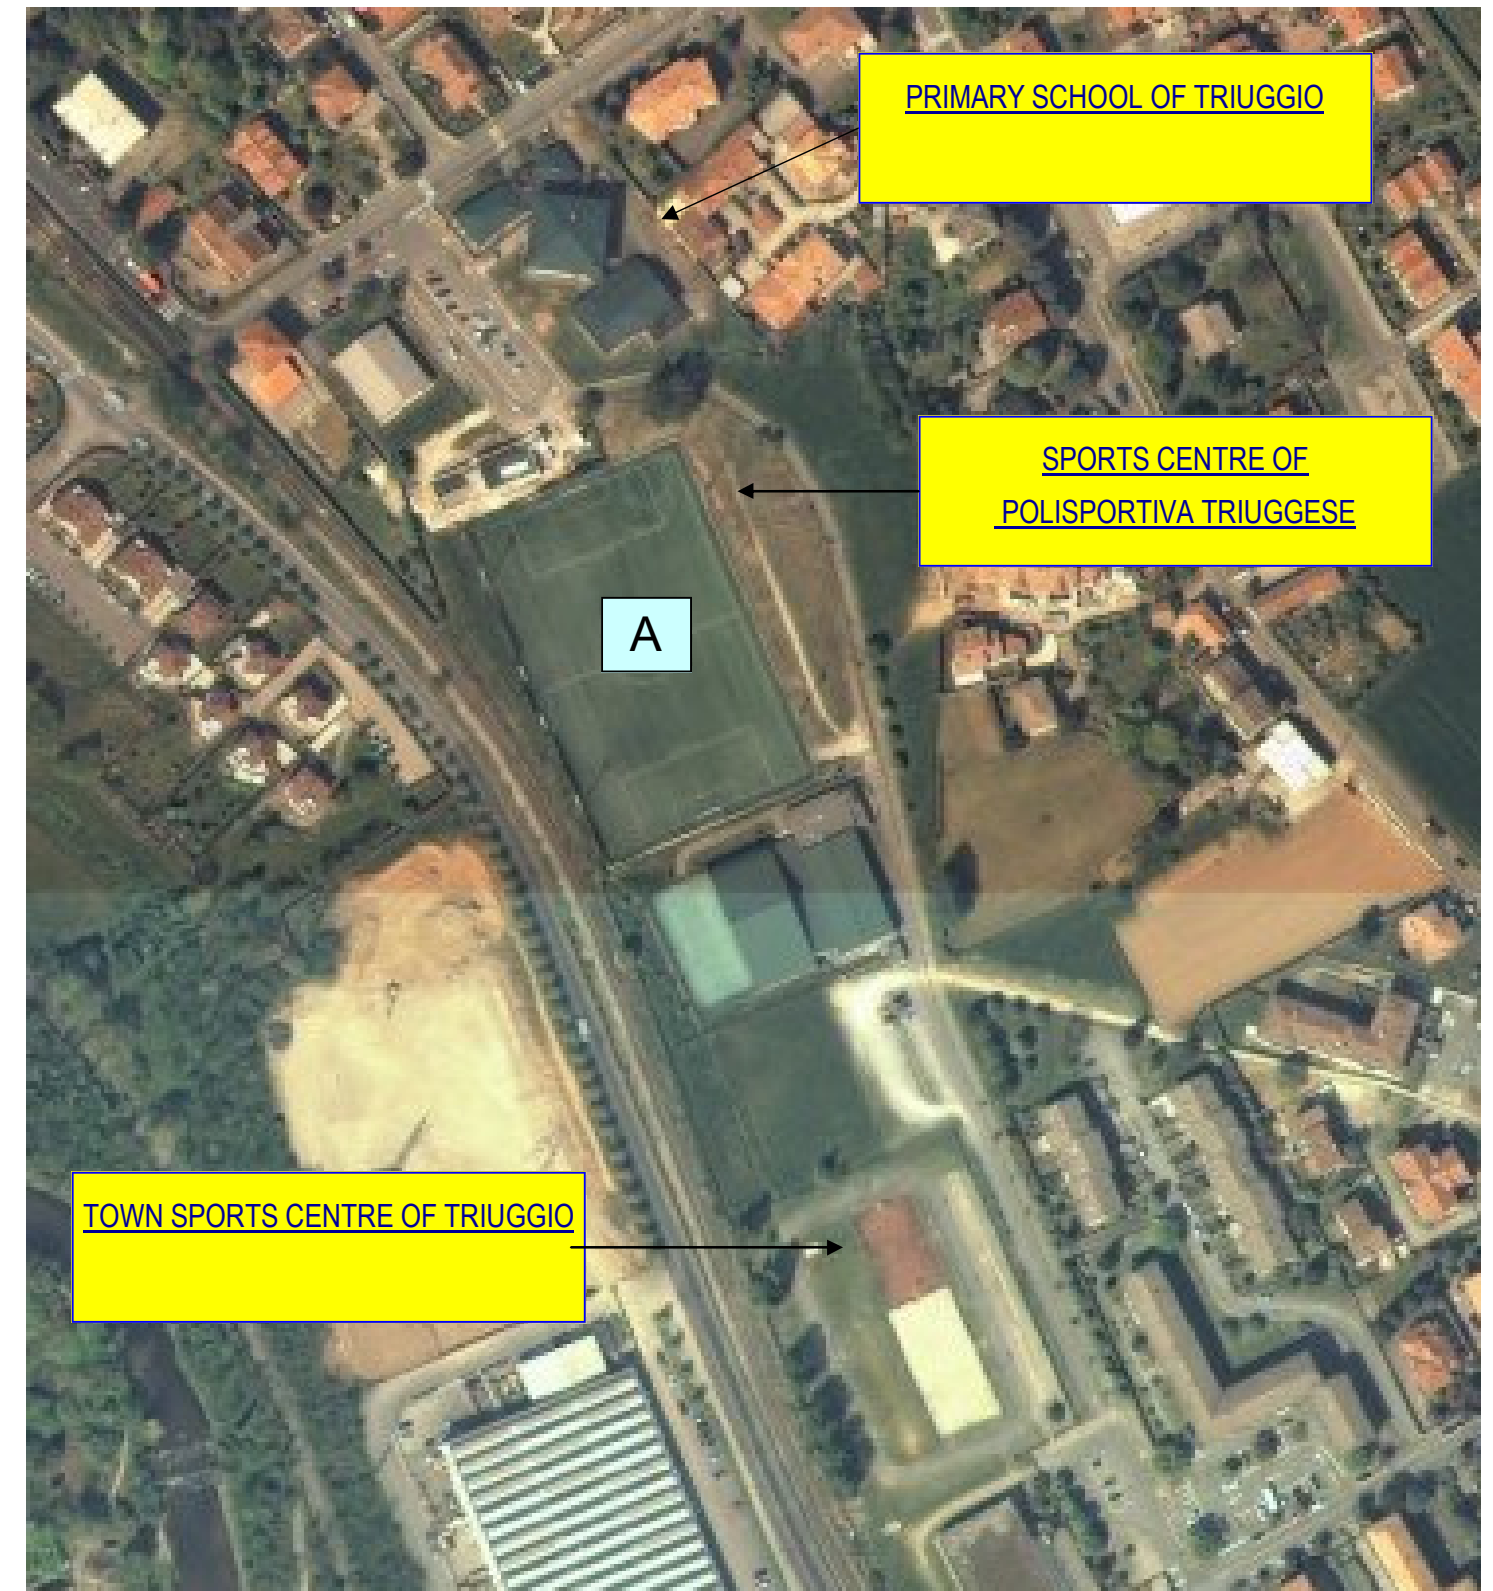 PRIMARY SCHOOL OF TRIUGGIO
SPORTS CENTRE OF
POLISPORTIVA TRIUGGESE
A
TOWN SPORTS CENTRE OF TRIUGGIO